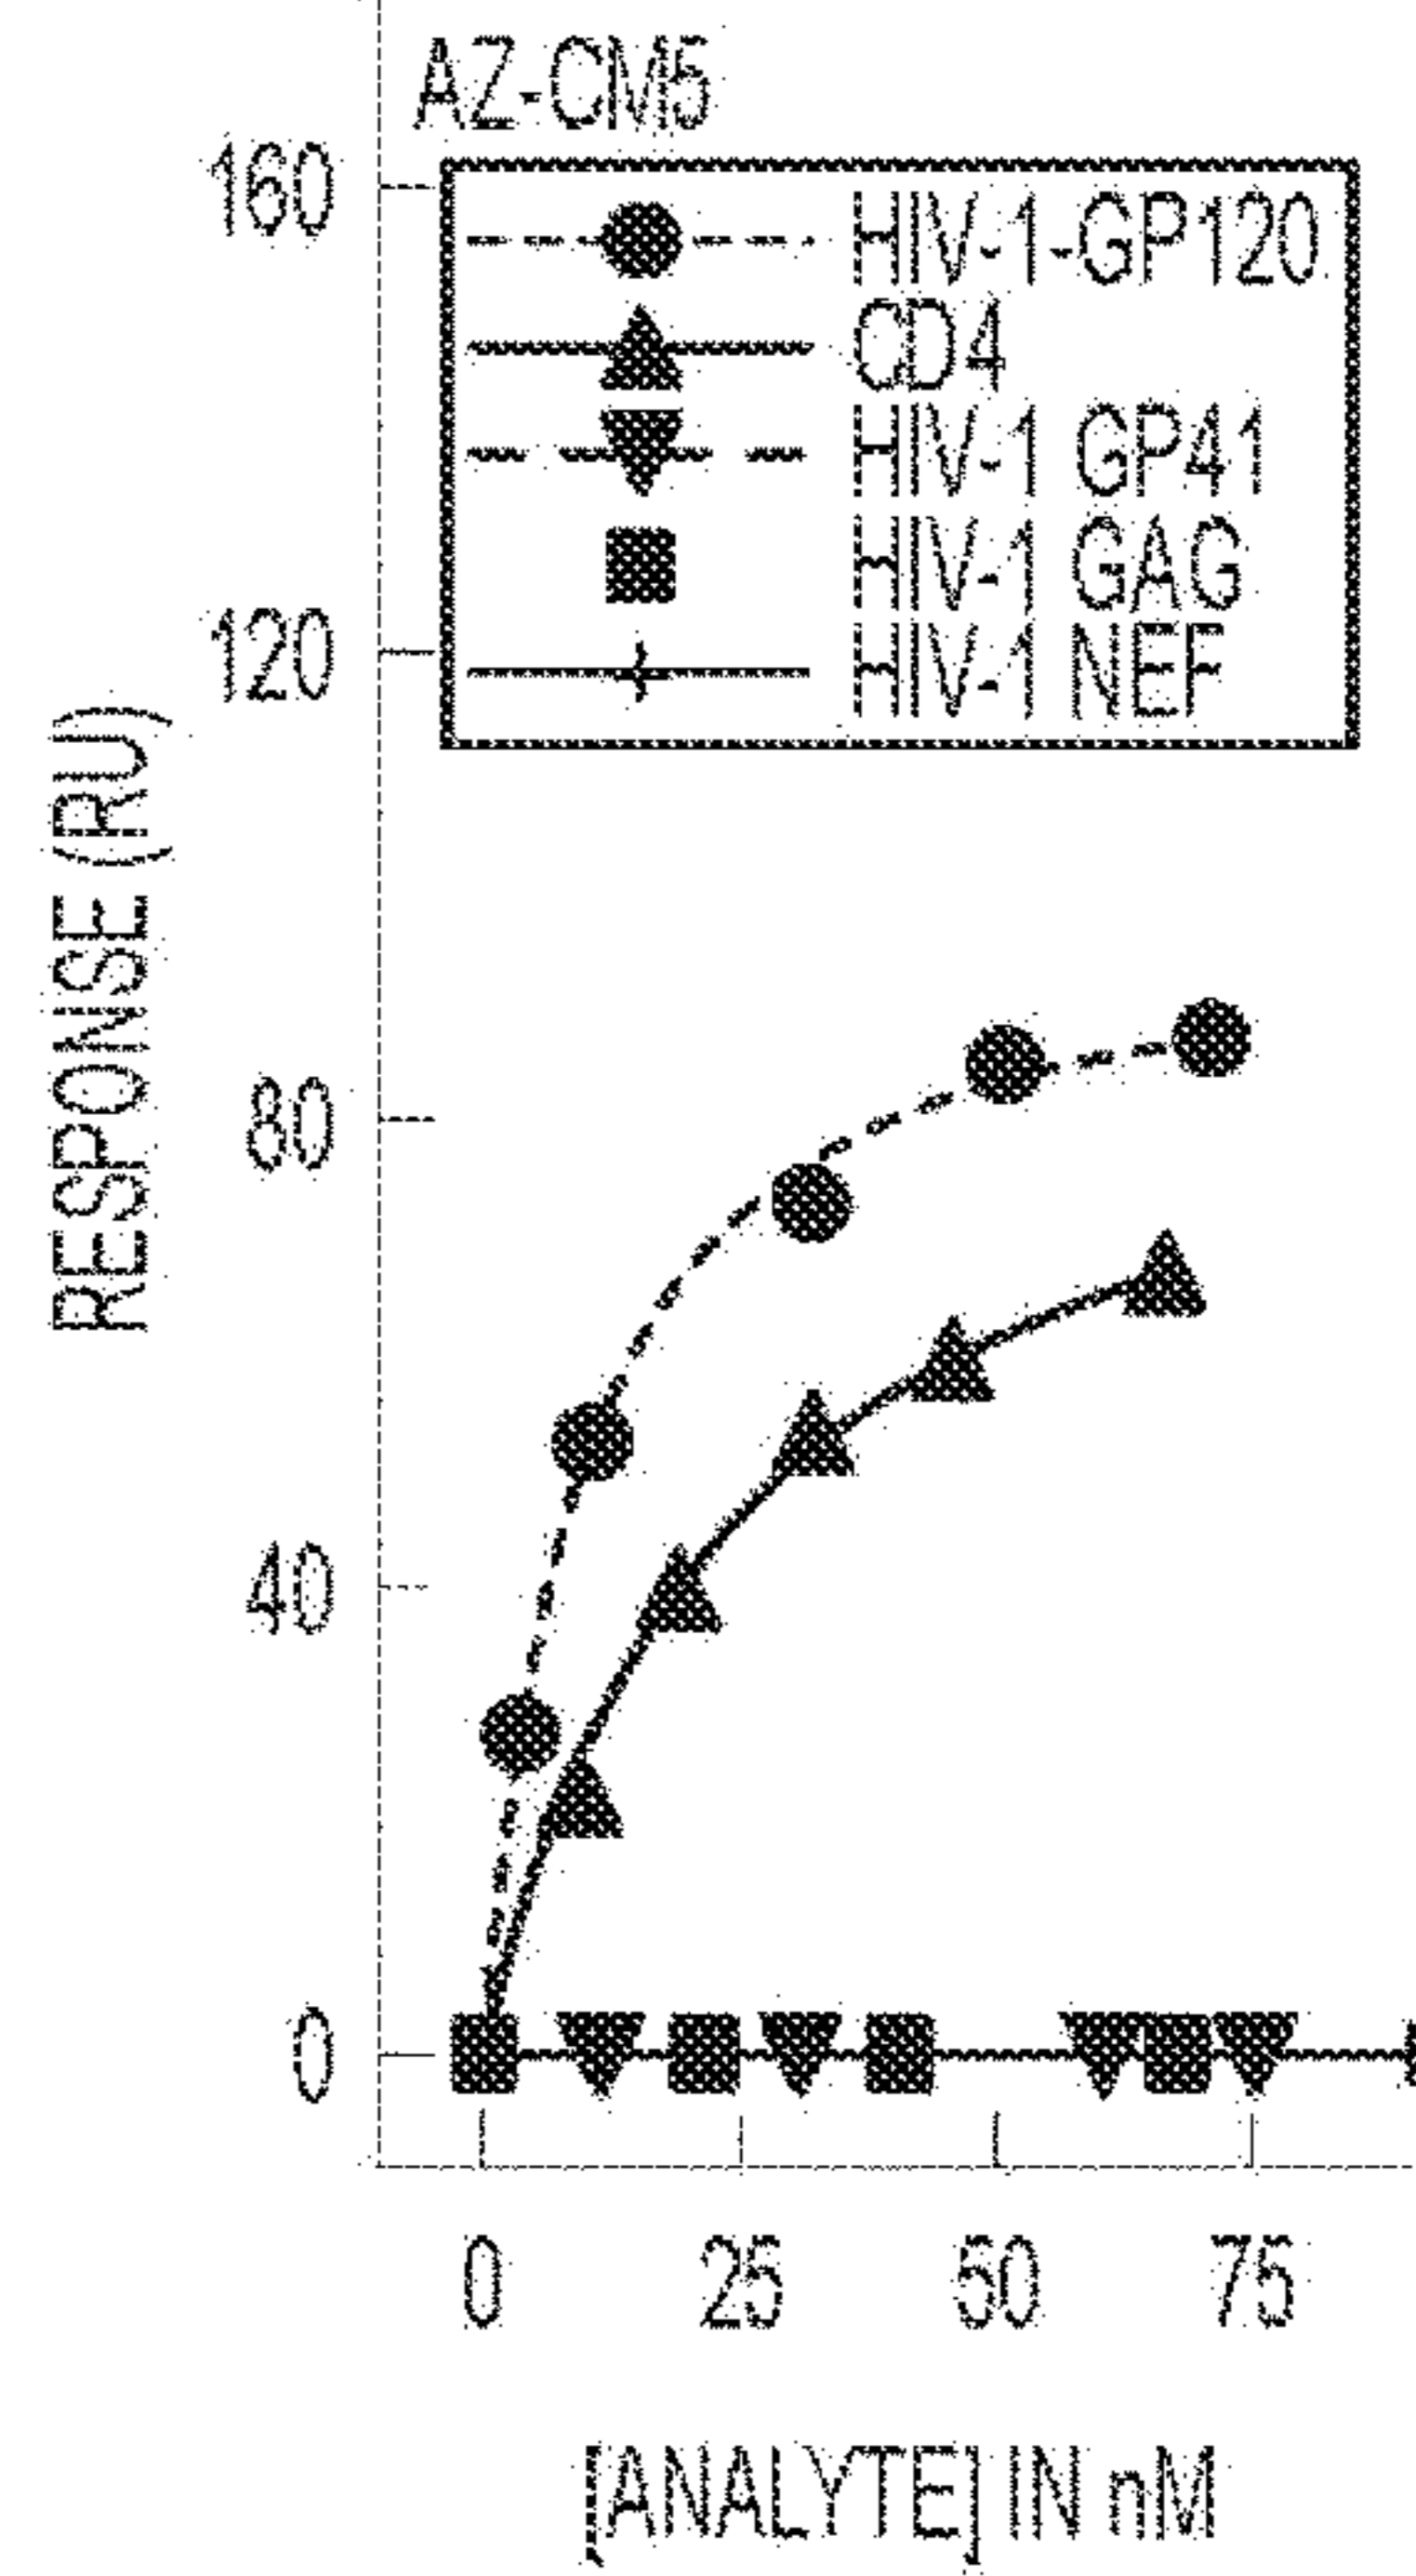 AZ-CM5
160
120
80
40
0
RESPONSE (RU)
HIV-1-GP120
CD4
HIV-1 GP41
HIV-1 GAG
HIV-1 NEF
0 25 50 75
[ANALYTE] IN nM